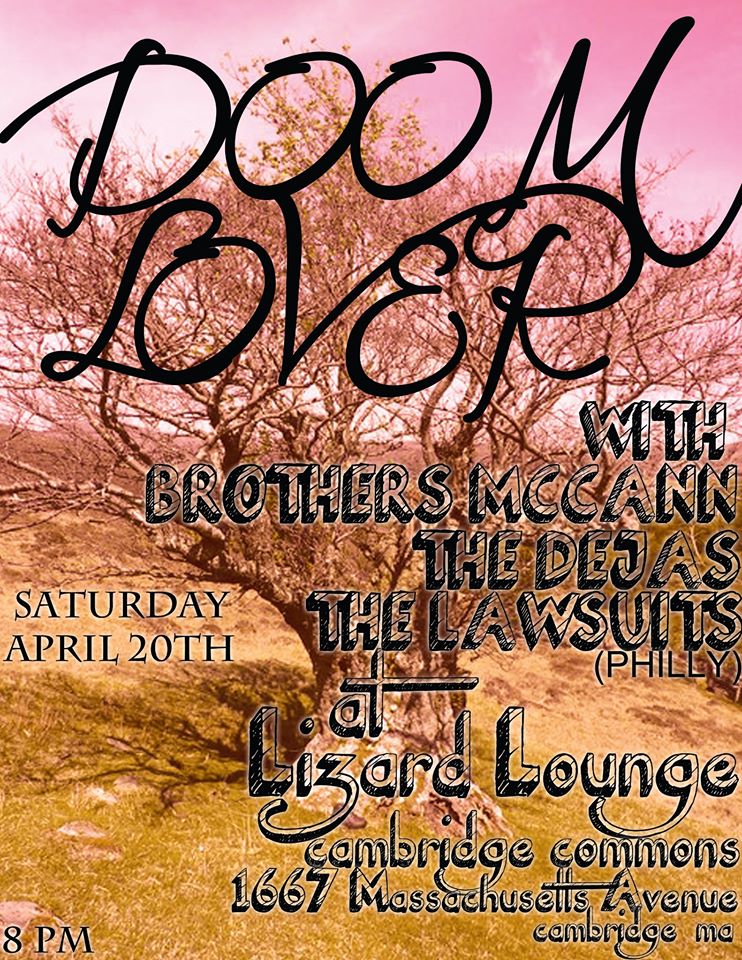 DOOM
LOVER
WITH
BROTHERS MCCANN
THE DEJAS
THE LAWSUITS
(PHILLY)
SATURDAY
APRIL 20TH
at
Lizard Lounge
cambridge commons
1667 Massachusetts Avenue
cambridge ma
8 PM